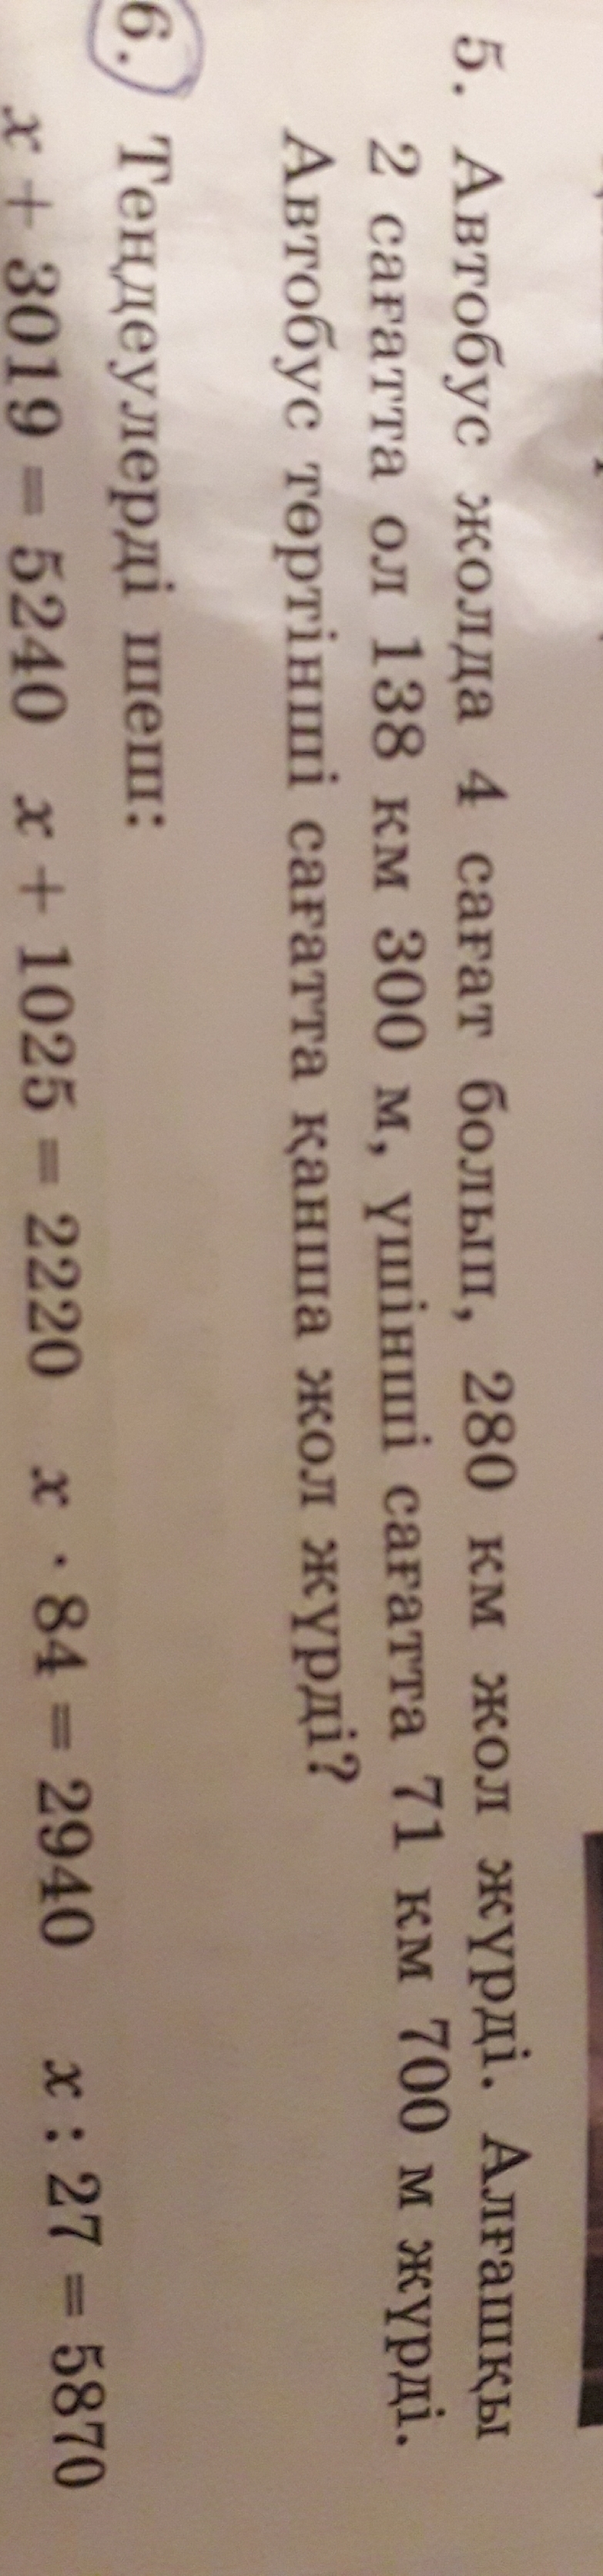 5. Автобус жолда 4 сағат болып, 280 км жол жүрді. Алғашқы
2 сағатта ол 138 км 300 м, үшінші сағатта 71 км 700 м жүрді.
Автобус төртінші сағатта қанша жол жүрді?
6. Теңдеулерді шеш:
x + 3019 = 5240 x + 1025 = 2220 x · 84 = 2940 x : 27 = 5870